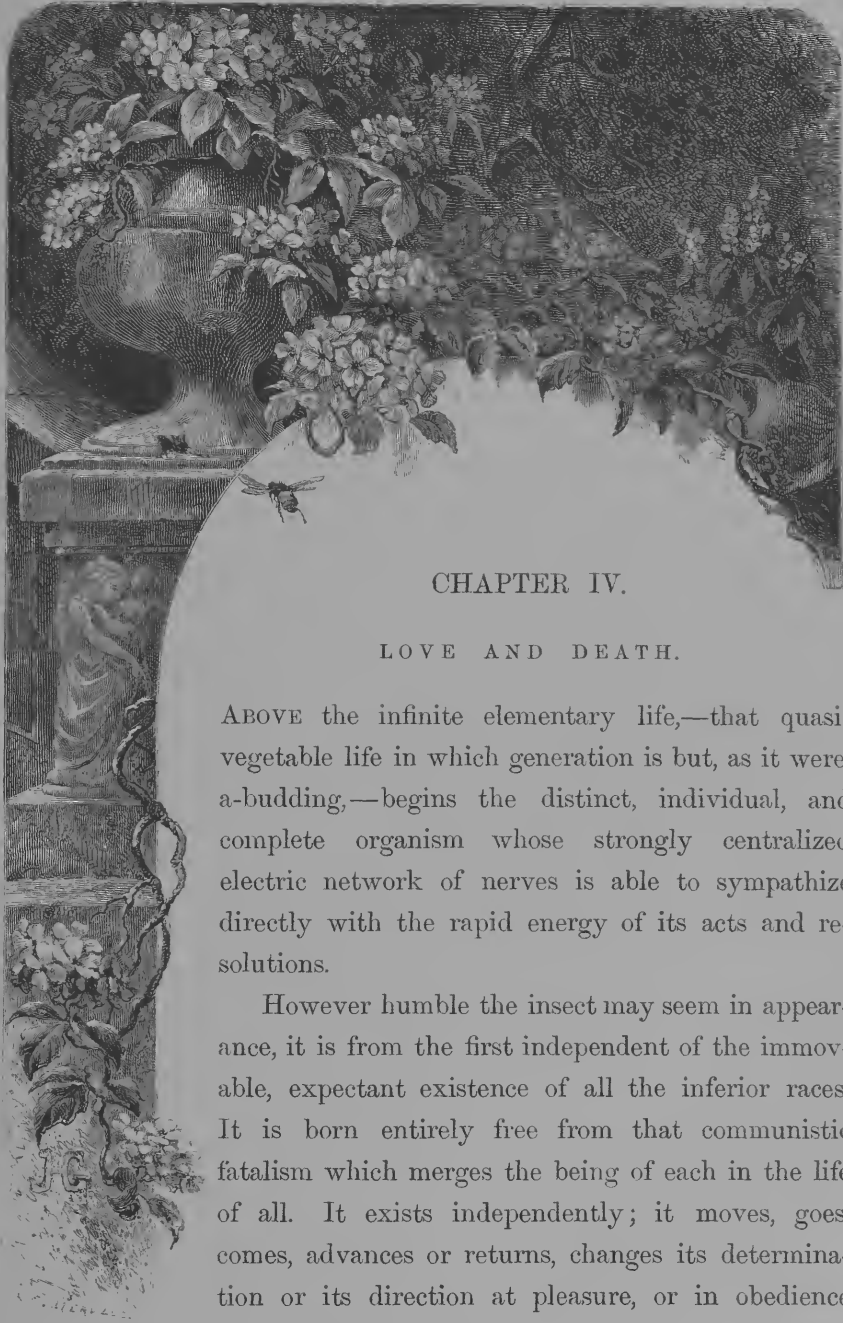 CHAPTER IV.
LOVE AND DEATH.
ABOVE the infinite elementary life,—that quasi
vegetable life in which generation is but, as it were
a-budding,—begins the distinct, individual, and
complete organism whose strongly centralized
electric network of nerves is able to sympathize
directly with the rapid energy of its acts and re-
solutions.
However humble the insect may seem in appear-
ance, it is from the first independent of the immov-
able, expectant existence of all the inferior races
It is born entirely free from that communistic
fatalism which merges the being of each in the life
of all. It exists independently; it moves, goes
comes, advances or returns, changes its determina-
tion or its direction at pleasure, or in obedience
J.G